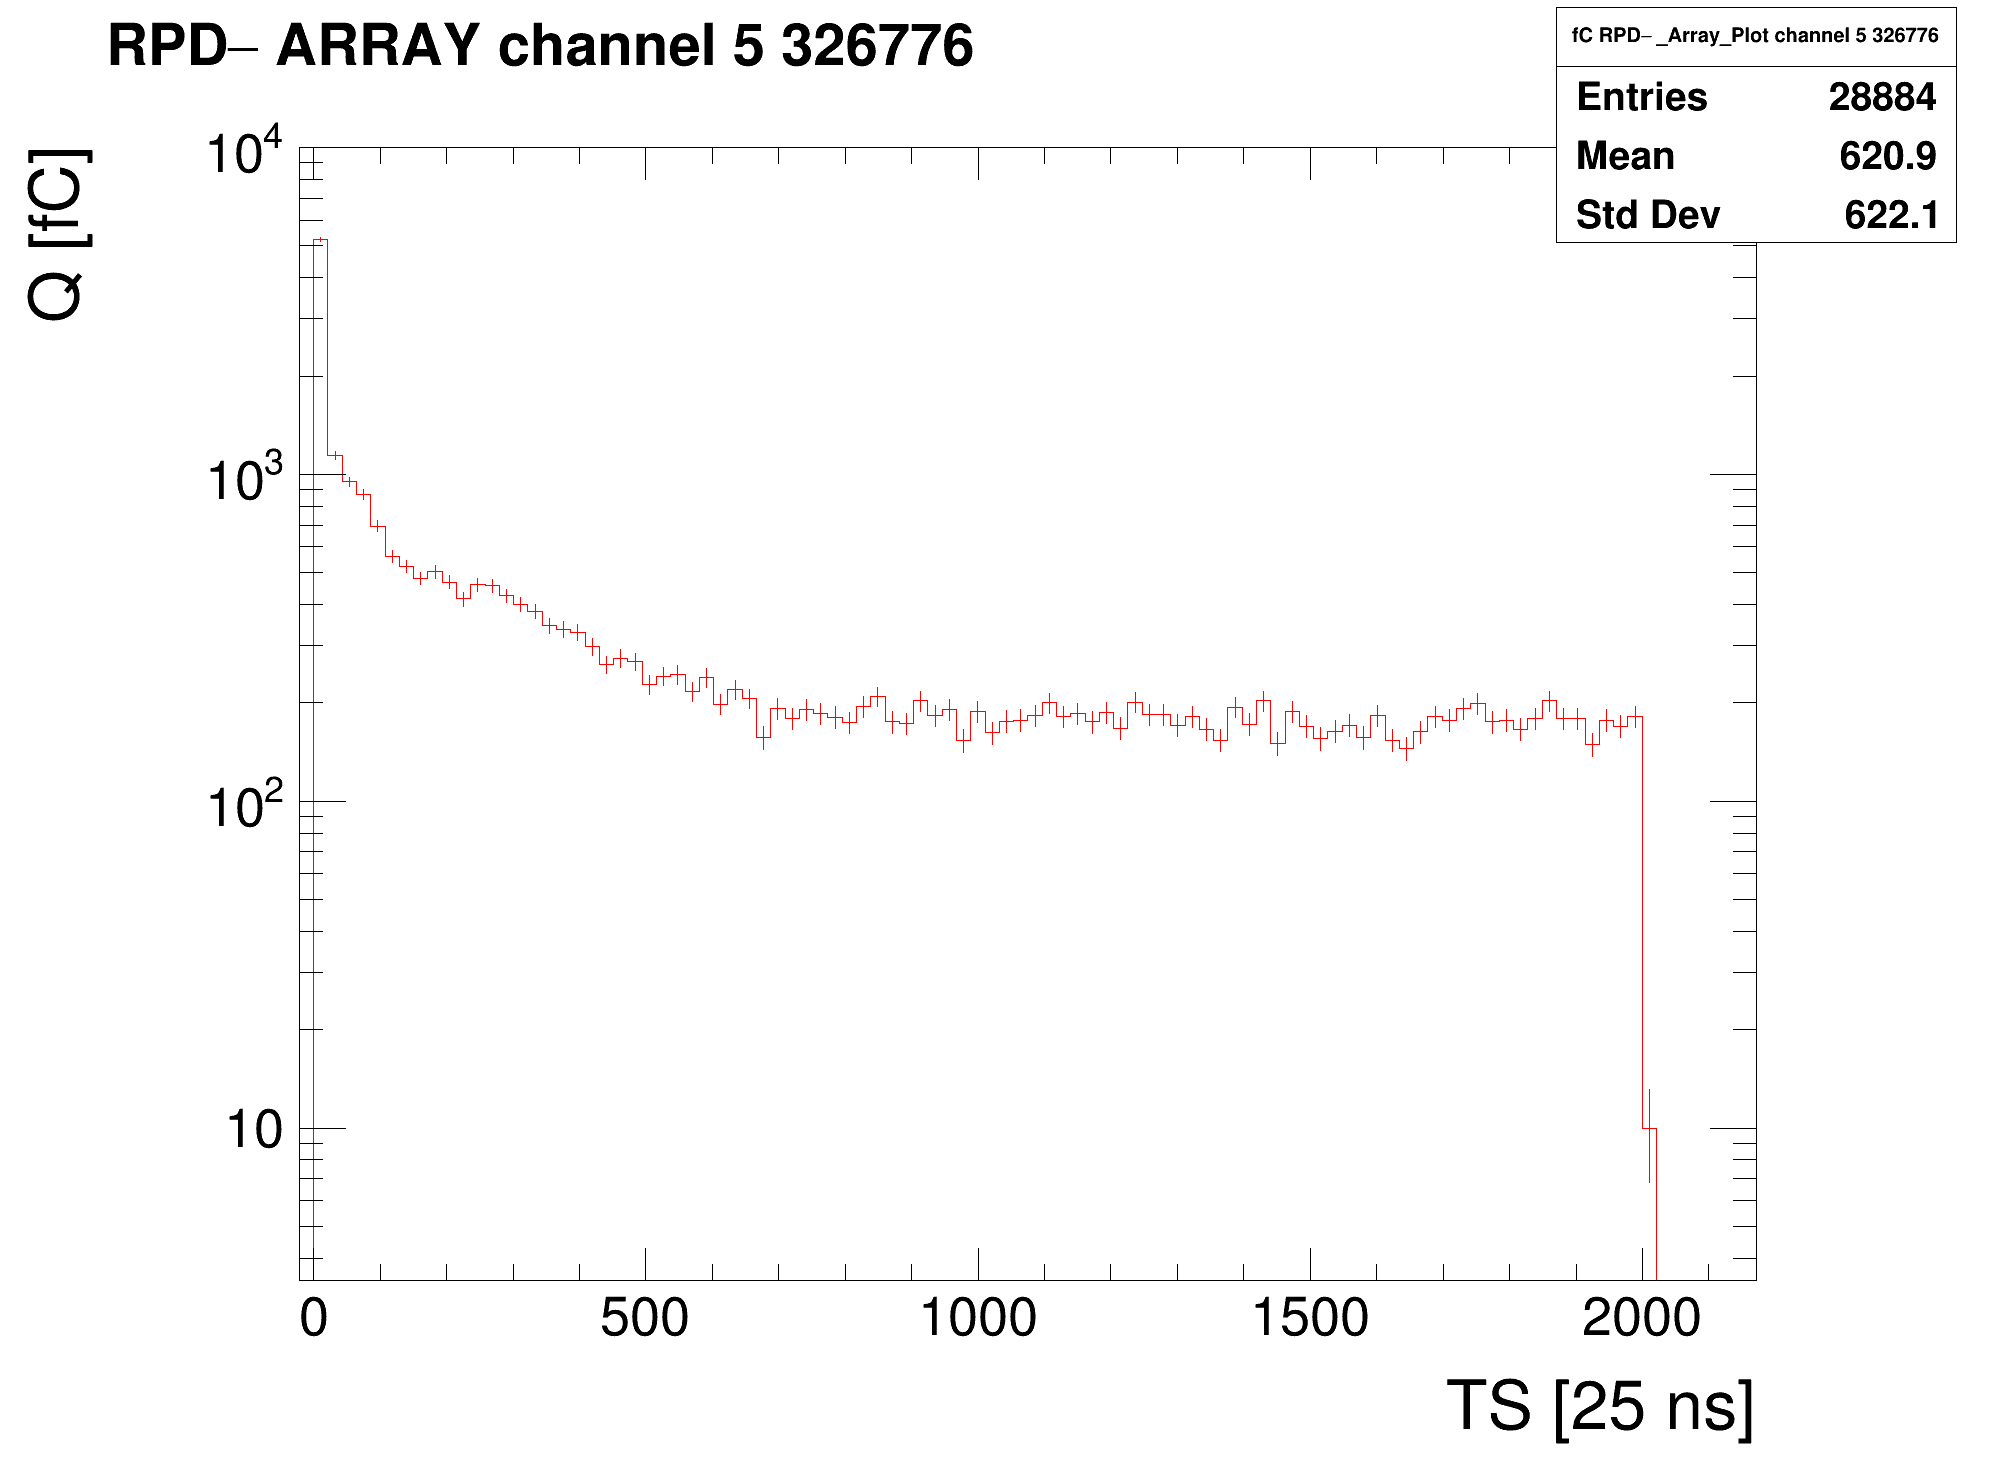 RPD− ARRAY channel 5 326776
fC RPD− _Array_Plot channel 5 326776
Entries 28884
Mean 620.9
Std Dev 622.1
Q [fC]
10^4
10^3
10^2
10
0 500 1000 1500 2000
TS [25 ns]